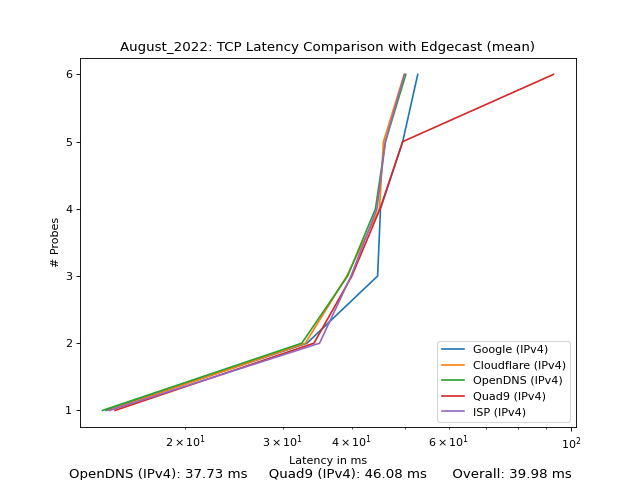 August_2022: TCP Latency Comparison with Edgecast (mean)
6
5
4
3
2
1
# Probes
Google (IPv4)
Cloudflare (IPv4)
OpenDNS (IPv4)
Quad9 (IPv4)
ISP (IPv4)
2 × 10¹ 3 × 10¹ 4 × 10¹ 6 × 10¹ 10²
Latency in ms
OpenDNS (IPv4): 37.73 ms Quad9 (IPv4): 46.08 ms Overall: 39.98 ms